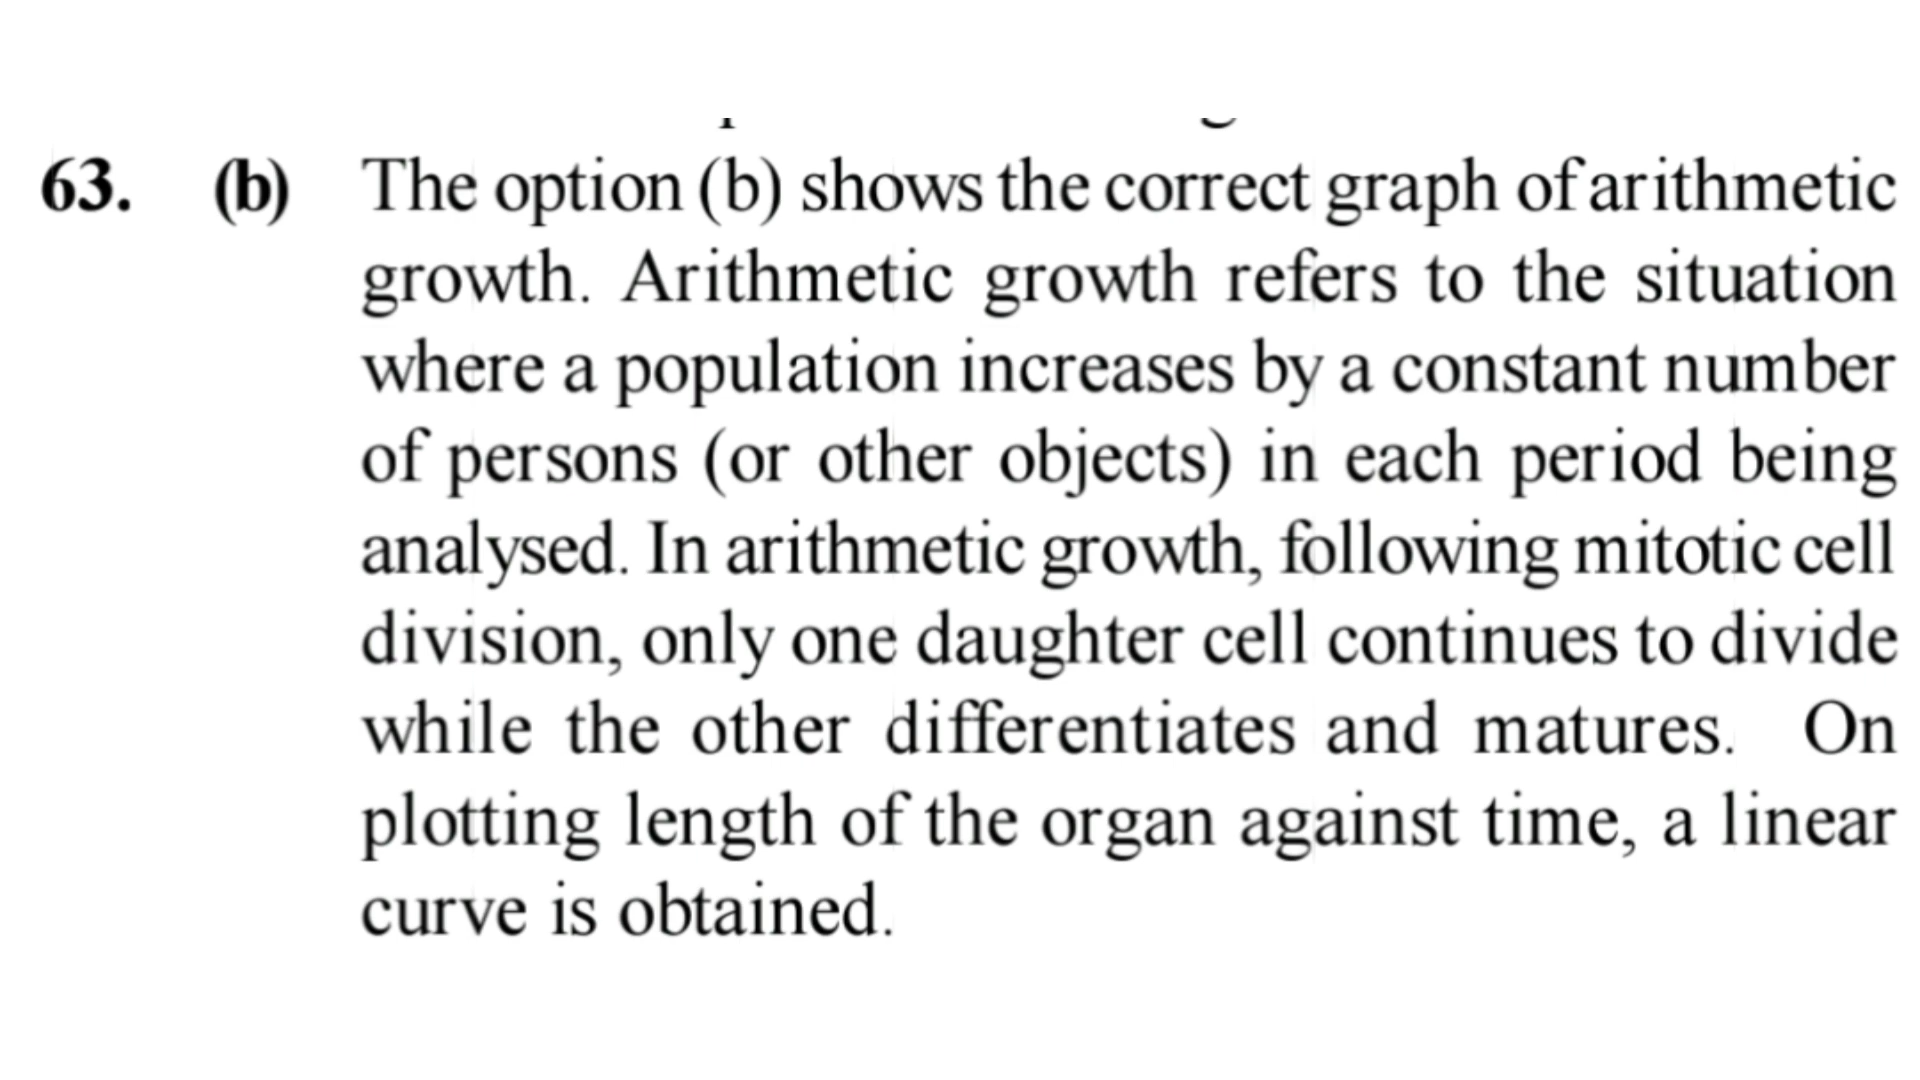 63. (b) The option (b) shows the correct graph of arithmetic
growth. Arithmetic growth refers to the situation
where a population increases by a constant number
of persons (or other objects) in each period being
analysed. In arithmetic growth, following mitotic cell
division, only one daughter cell continues to divide
while the other differentiates and matures. On
plotting length of the organ against time, a linear
curve is obtained.